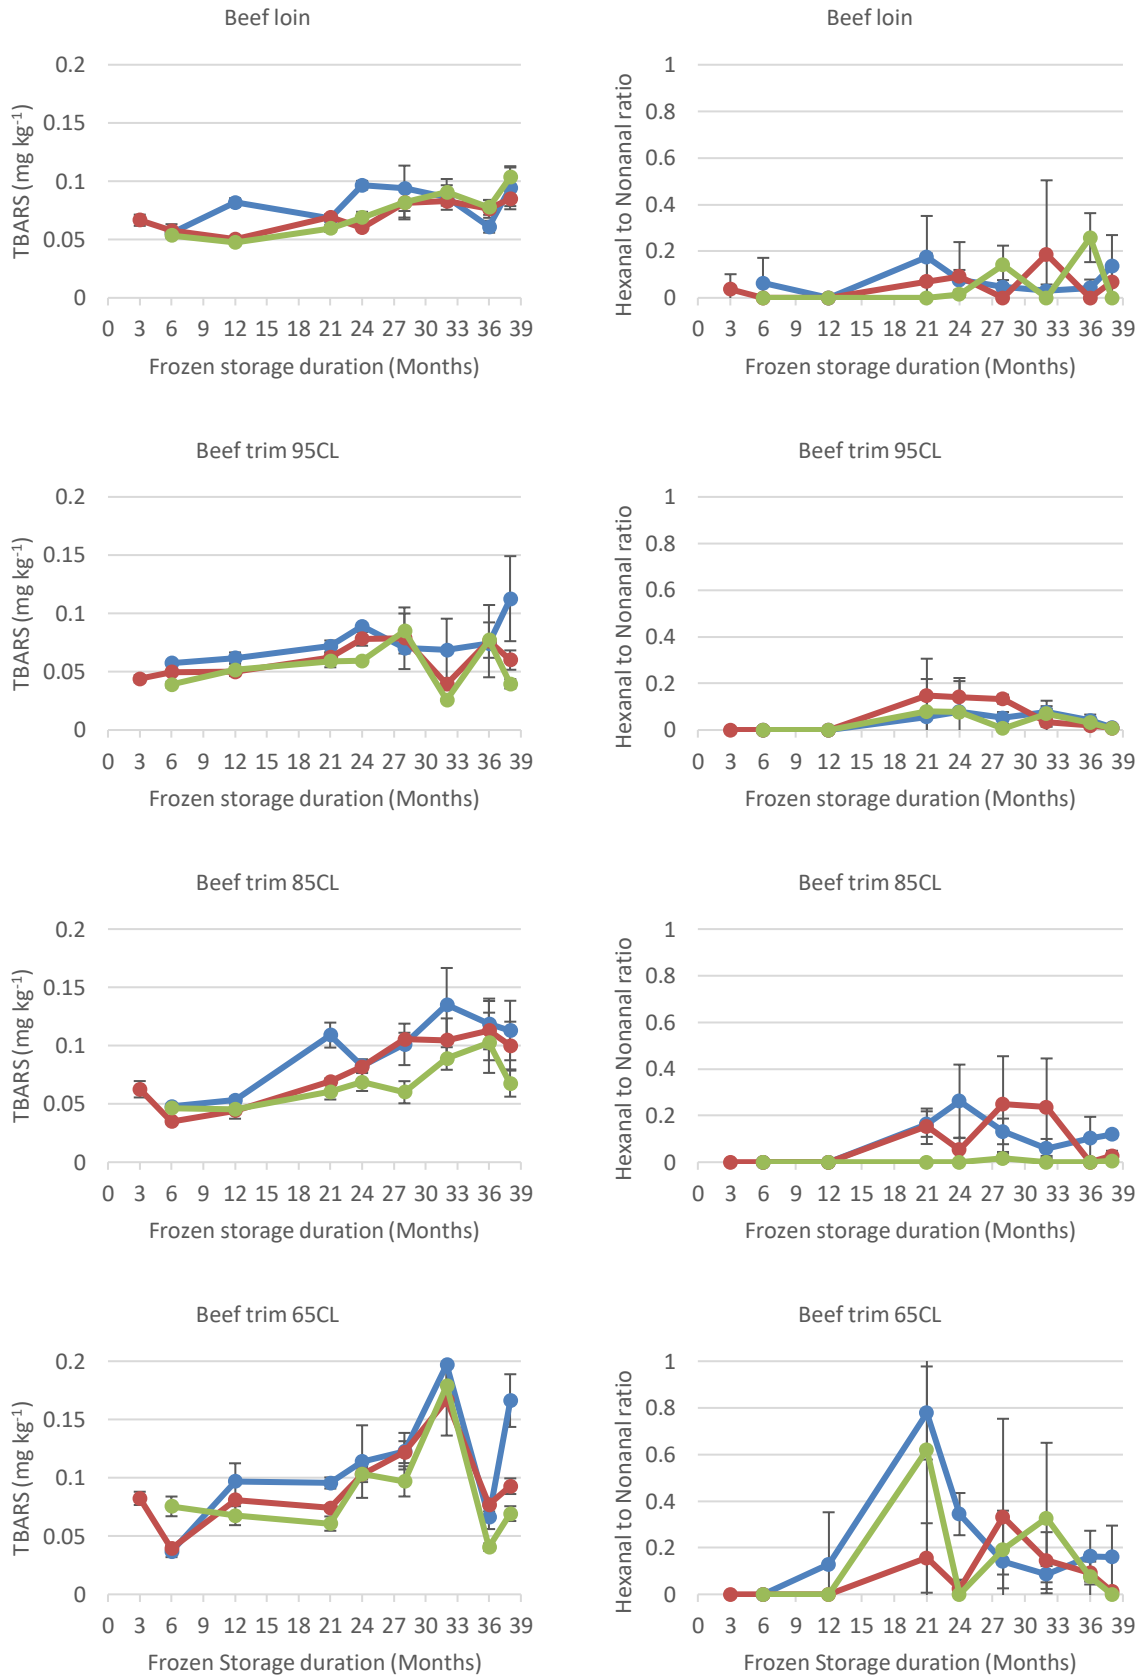 Beef loin
0.2
0.15
0.1
0.05
0
TBARS (mg kg⁻¹)
0 3 6 9 12 15 18 21 24 27 30 33 36 39
Frozen storage duration (Months)
Beef loin
1
0.8
0.6
0.4
0.2
0
Hexanal to Nonanal ratio
0 3 6 9 12 15 18 21 24 27 30 33 36 39
Frozen storage duration (Months)
Beef trim 95CL
0.2
0.15
0.1
0.05
0
TBARS (mg kg⁻¹)
0 3 6 9 12 15 18 21 24 27 30 33 36 39
Frozen storage duration (Months)
Beef trim 95CL
1
0.8
0.6
0.4
0.2
0
Hexanal to Nonanal ratio
0 3 6 9 12 15 18 21 24 27 30 33 36 39
Frozen storage duration (Months)
Beef trim 85CL
0.2
0.15
0.1
0.05
0
TBARS (mg kg⁻¹)
0 3 6 9 12 15 18 21 24 27 30 33 36 39
Frozen storage duration (Months)
Beef trim 85CL
1
0.8
0.6
0.4
0.2
0
Hexanal to Nonanal ratio
0 3 6 9 12 15 18 21 24 27 30 33 36 39
Frozen storage duration (Months)
Beef trim 65CL
0.2
0.15
0.1
0.05
0
TBARS (mg kg⁻¹)
0 3 6 9 12 15 18 21 24 27 30 33 36 39
Frozen Storage duration (Months)
Beef trim 65CL
1
0.8
0.6
0.4
0.2
0
Hexanal to Nonanal ratio
0 3 6 9 12 15 18 21 24 27 30 33 36 39
Frozen Storage duration (Months)